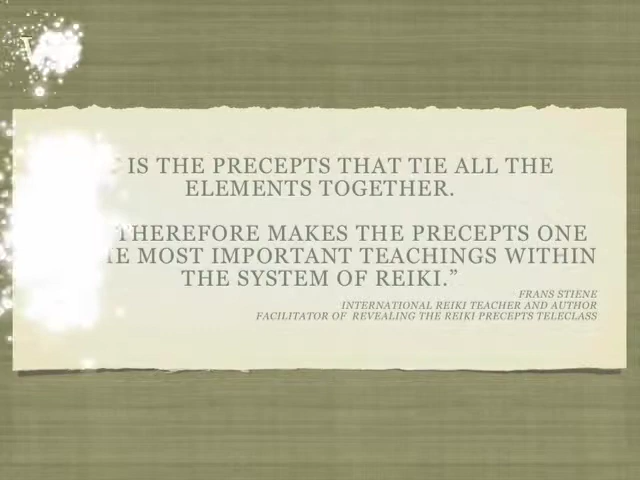 IS THE PRECEPTS THAT TIE ALL THE
ELEMENTS TOGETHER.
THEREFORE MAKES THE PRECEPTS ONE
MOST IMPORTANT TEACHINGS WITHIN
THE SYSTEM OF REIKI.”
FRANS STIENE
INTERNATIONAL REIKI TEACHER AND AUTHOR
FACILITATOR OF REVEALING THE REIKI PRECEPTS TELECLASS